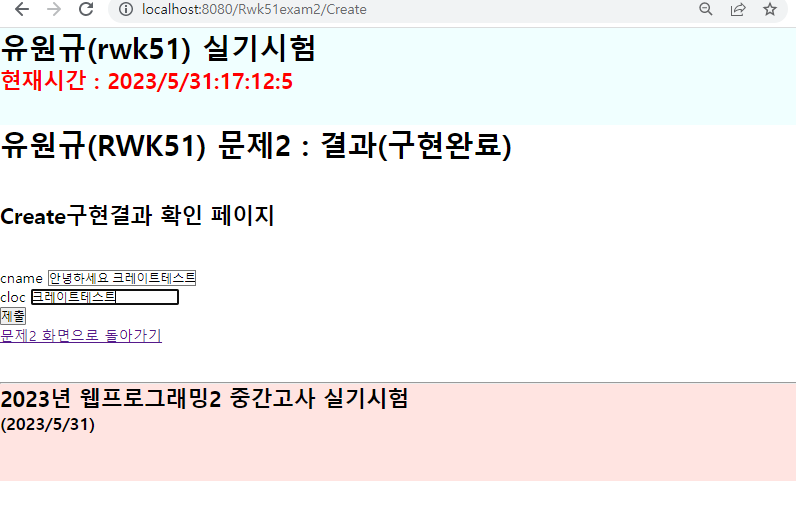 localhost:8080/Rwk51exam2/Create
유원규(rwk51) 실기시험
현재시간 : 2023/5/31:17:12:5
유원규(RWK51) 문제2 : 결과(구현완료)
Create구현결과 확인 페이지
cname 안녕하세요 크레이트테스트
cloc 크레이트테스트
제출
문제2 화면으로 돌아가기
2023년 웹프로그래밍2 중간고사 실기시험
(2023/5/31)